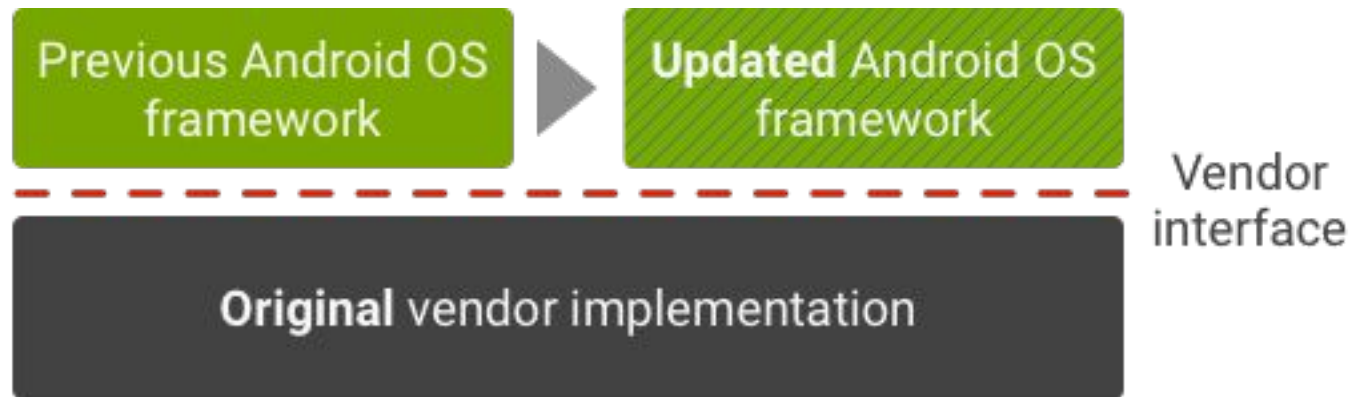 Previous Android OS
framework
Updated Android OS
framework
Vendor
interface
Original vendor implementation